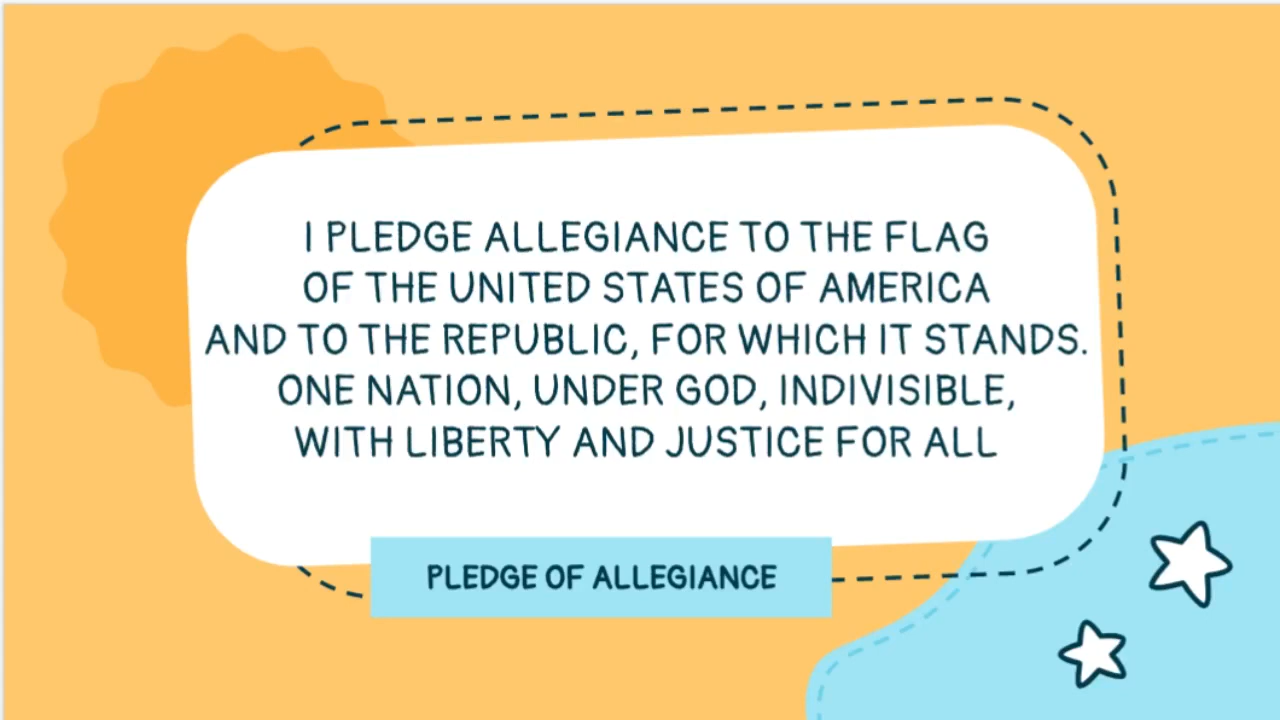 I PLEDGE ALLEGIANCE TO THE FLAG
OF THE UNITED STATES OF AMERICA
AND TO THE REPUBLIC, FOR WHICH IT STANDS.
ONE NATION, UNDER GOD, INDIVISIBLE,
WITH LIBERTY AND JUSTICE FOR ALL
PLEDGE OF ALLEGIANCE